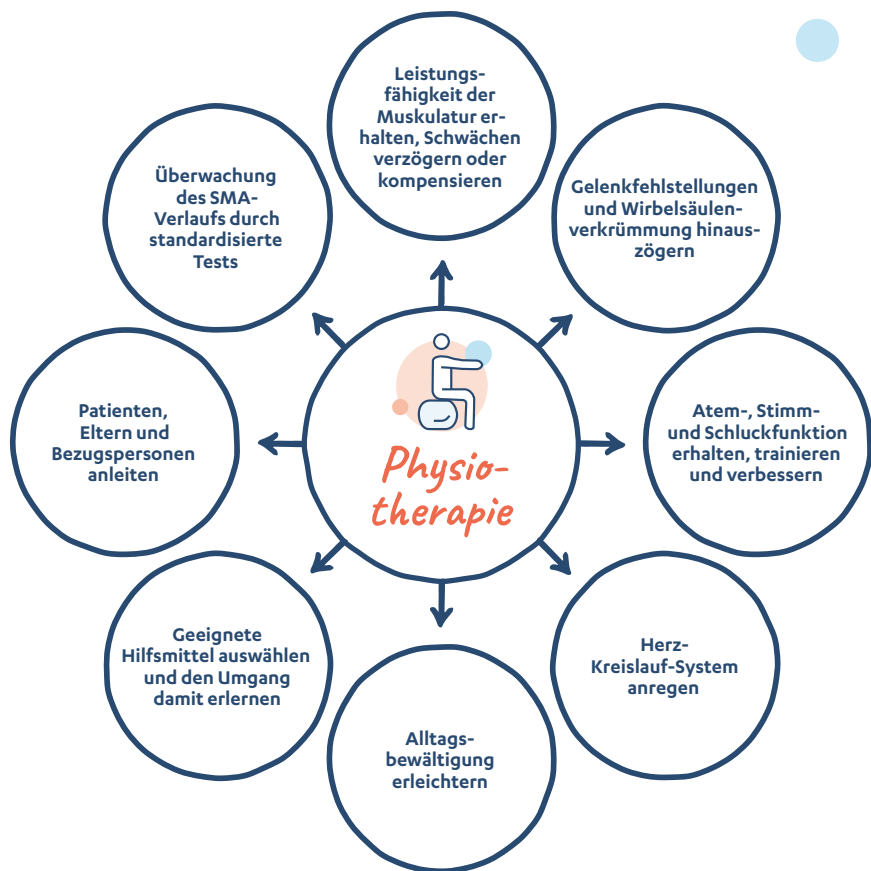 Leistungs-
fähigkeit der
Muskulatur er-
halten, Schwächen
verzögern oder
kompensieren
Gelenkfehlstellungen
und Wirbelsäulen-
verkrümmung hinaus-
zögern
Atem-, Stimm-
und Schluckfunktion
erhalten, trainieren
und verbessern
Herz-
Kreislauf-System
anregen
Alltags-
bewältigung
erleichtern
Geeignete
Hilfsmittel auswählen
und den Umgang
damit erlernen
Patienten,
Eltern und
Bezugspersonen
anleiten
Überwachung
des SMA-
Verlaufs durch
standardisierte
Tests
Physio-
therapie